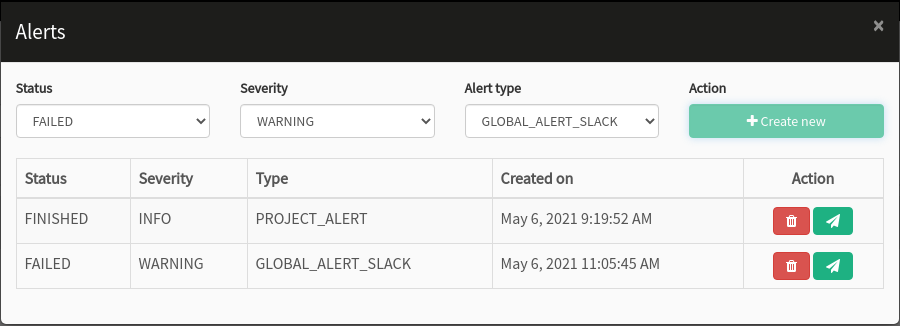 Alerts ×
Status Severity Alert type Action
FAILED WARNING GLOBAL_ALERT_SLACK Create new
Status Severity Type Created on Action
FINISHED INFO PROJECT_ALERT May 6, 2021 9:19:52 AM
FAILED WARNING GLOBAL_ALERT_SLACK May 6, 2021 11:05:45 AM